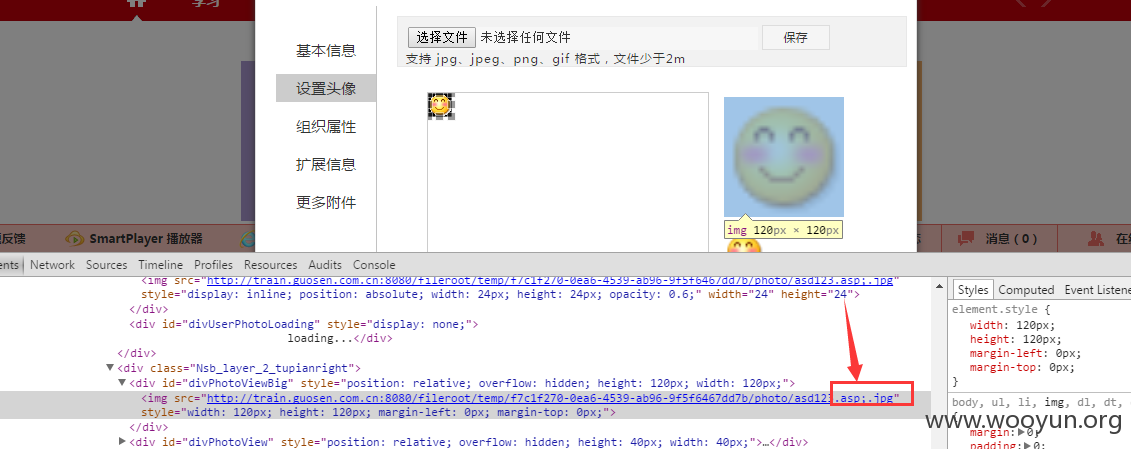 学习
选择文件 未选择任何文件 保存
支持 jpg、jpeg、png、gif 格式，文件少于2m
基本信息
设置头像
组织属性
扩展信息
更多附件
img 120px × 120px
反馈 SmartPlayer 播放器 消息 ( 0 ) 在
ents Network Sources Timeline Profiles Resources Audits Console
<img src="http://train.guosen.com.cn:8080/fileroot/temp/f7c1f270-0ea6-4539-ab96-9f5f6467dd7b/photo/asd123.asp;.jpg"
style="display: inline; position: absolute; width: 24px; height: 24px; opacity: 0.6;" width="24" height="24">
</div>
<div id="divUserPhotoLoading" style="display: none;">
loading...</div>
</div>
▼<div class="Nsb_layer_2_tupianright">
▼<div id="divPhotoViewBig" style="position: relative; overflow: hidden; height: 120px; width: 120px;">
<img src="http://train.guosen.com.cn:8080/fileroot/temp/f7c1f270-0ea6-4539-ab96-9f5f6467dd7b/photo/asd123.asp;.jpg"
style="width: 120px; height: 120px; margin-left: 0px; margin-top: 0px;">
</div>
▶<div id="divPhotoView" style="position: relative; overflow: hidden; height: 40px; width: 40px;">…</div>
Styles Computed Event Listene
element.style {
width: 120px;
height: 120px;
margin-left: 0px;
margin-top: 0px;
}
body, ul, li, img, dl, dt,
margin:▶0;
padding:▶0;
www.wooyun.org